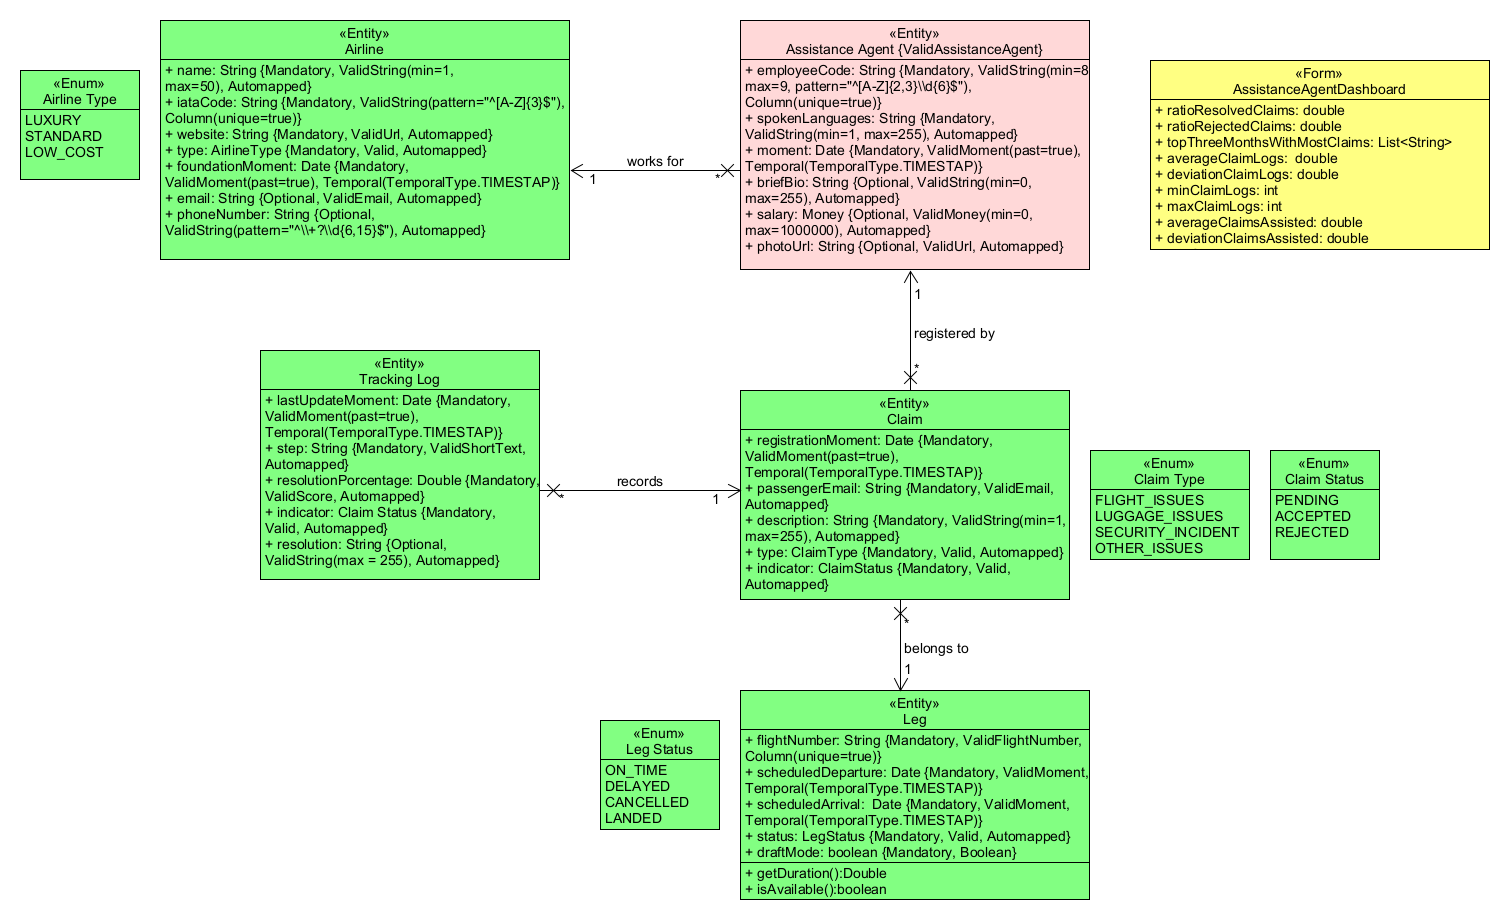 «Enum»
Airline Type
LUXURY
STANDARD
LOW_COST
«Entity»
Airline
+ name: String {Mandatory, ValidString(min=1,
max=50), Automapped}
+ iataCode: String {Mandatory, ValidString(pattern="^[A-Z]{3}$"),
Column(unique=true)}
+ website: String {Mandatory, ValidUrl, Automapped}
+ type: AirlineType {Mandatory, Valid, Automapped}
+ foundationMoment: Date {Mandatory,
ValidMoment(past=true), Temporal(TemporalType.TIMESTAP)}
+ email: String {Optional, ValidEmail, Automapped}
+ phoneNumber: String {Optional,
ValidString(pattern="^\\+?\\d{6,15}$"), Automapped}
works for
1
*
«Entity»
Assistance Agent {ValidAssistanceAgent}
+ employeeCode: String {Mandatory, ValidString(min=8
max=9, pattern="^[A-Z]{2,3}\\d{6}$"),
Column(unique=true)}
+ spokenLanguages: String {Mandatory,
ValidString(min=1, max=255), Automapped}
+ moment: Date {Mandatory, ValidMoment(past=true),
Temporal(TemporalType.TIMESTAP)}
+ briefBio: String {Optional, ValidString(min=0,
max=255), Automapped}
+ salary: Money {Optional, ValidMoney(min=0,
max=1000000), Automapped}
+ photoUrl: String {Optional, ValidUrl, Automapped}
«Form»
AssistanceAgentDashboard
+ ratioResolvedClaims: double
+ ratioRejectedClaims: double
+ topThreeMonthsWithMostClaims: List<String>
+ averageClaimLogs:  double
+ deviationClaimLogs: double
+ minClaimLogs: int
+ maxClaimLogs: int
+ averageClaimsAssisted: double
+ deviationClaimsAssisted: double
1
registered by
*
«Entity»
Tracking Log
+ lastUpdateMoment: Date {Mandatory,
ValidMoment(past=true),
Temporal(TemporalType.TIMESTAP)}
+ step: String {Mandatory, ValidShortText,
Automapped}
+ resolutionPorcentage: Double {Mandatory,
ValidScore, Automapped}
+ indicator: Claim Status {Mandatory,
Valid, Automapped}
+ resolution: String {Optional,
ValidString(max = 255), Automapped}
records
*
1
«Entity»
Claim
+ registrationMoment: Date {Mandatory,
ValidMoment(past=true),
Temporal(TemporalType.TIMESTAP)}
+ passengerEmail: String {Mandatory, ValidEmail,
Automapped}
+ description: String {Mandatory, ValidString(min=1,
max=255), Automapped}
+ type: ClaimType {Mandatory, Valid, Automapped}
+ indicator: ClaimStatus {Mandatory, Valid,
Automapped}
«Enum»
Claim Type
FLIGHT_ISSUES
LUGGAGE_ISSUES
SECURITY_INCIDENT
OTHER_ISSUES
«Enum»
Claim Status
PENDING
ACCEPTED
REJECTED
*
belongs to
1
«Enum»
Leg Status
ON_TIME
DELAYED
CANCELLED
LANDED
«Entity»
Leg
+ flightNumber: String {Mandatory, ValidFlightNumber,
Column(unique=true)}
+ scheduledDeparture: Date {Mandatory, ValidMoment,
Temporal(TemporalType.TIMESTAP)}
+ scheduledArrival:  Date {Mandatory, ValidMoment,
Temporal(TemporalType.TIMESTAP)}
+ status: LegStatus {Mandatory, Valid, Automapped}
+ draftMode: boolean {Mandatory, Boolean}
+ getDuration():Double
+ isAvailable():boolean